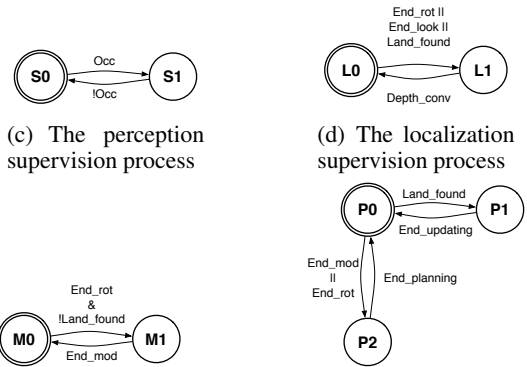 Occ
S0
S1
!Occ
(c) The perception
supervision process
End_rot ||
End_look ||
Land_found
L0
L1
Depth_conv
(d) The localization
supervision process
End_rot
&
!Land_found
M0
M1
End_mod
Land_found
P0
P1
End_updating
End_mod
||
End_rot
End_planning
P2